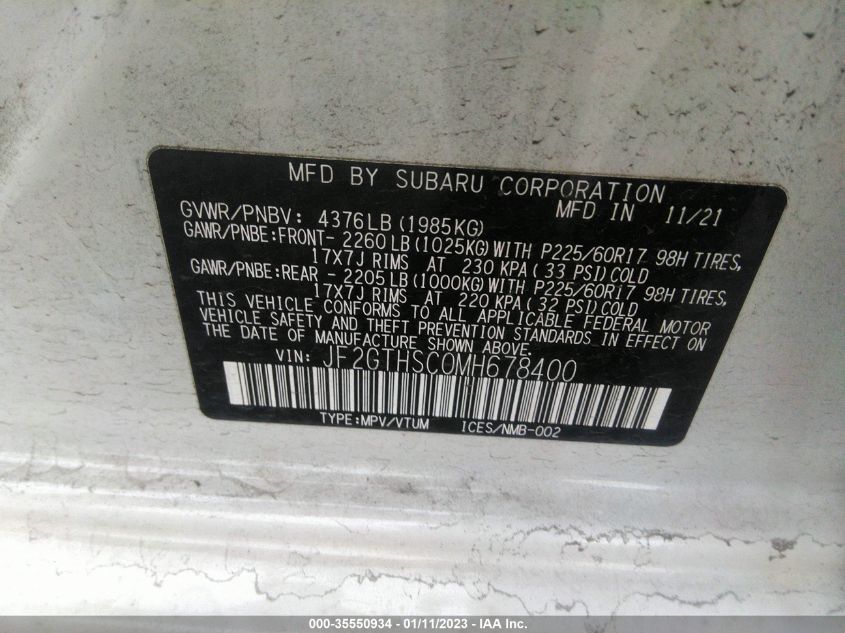 MFD BY SUBARU CORPORATION
GVWR/PNBV: 4376LB (1985KG) MFD IN 11/21
GAWR/PNBE:FRONT- 2260 LB (1025KG) WITH P225/60R17 98H TIRES,
17X7J RIMS AT 230 KPA ( 33 PSI) COLD
GAWR/PNBE:REAR - 2205 LB (1000KG) WITH P225/60R17 98H TIRES,
17X7J RIMS AT 220 KPA ( 32 PSI) COLD
THIS VEHICLE CONFORMS TO ALL APPLICABLE FEDERAL MOTOR
VEHICLE SAFETY AND THEFT PREVENTION STANDARDS IN EFFECT ON
THE DATE OF MANUFACTURE SHOWN ABOVE.
VIN: JF2GTHSC0MH678400
TYPE:MPV/VTUM ICES/NMB-002
000-35550934 - 01/11/2023 - IAA Inc.